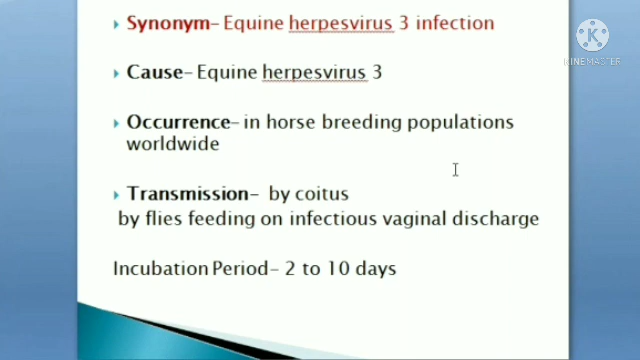 Synonym- Equine herpesvirus 3 infection
KINEMASTER
Cause- Equine herpesvirus 3
Occurrence- in horse breeding populations
worldwide
Transmission- by coitus
by flies feeding on infectious vaginal discharge
Incubation Period- 2 to 10 days